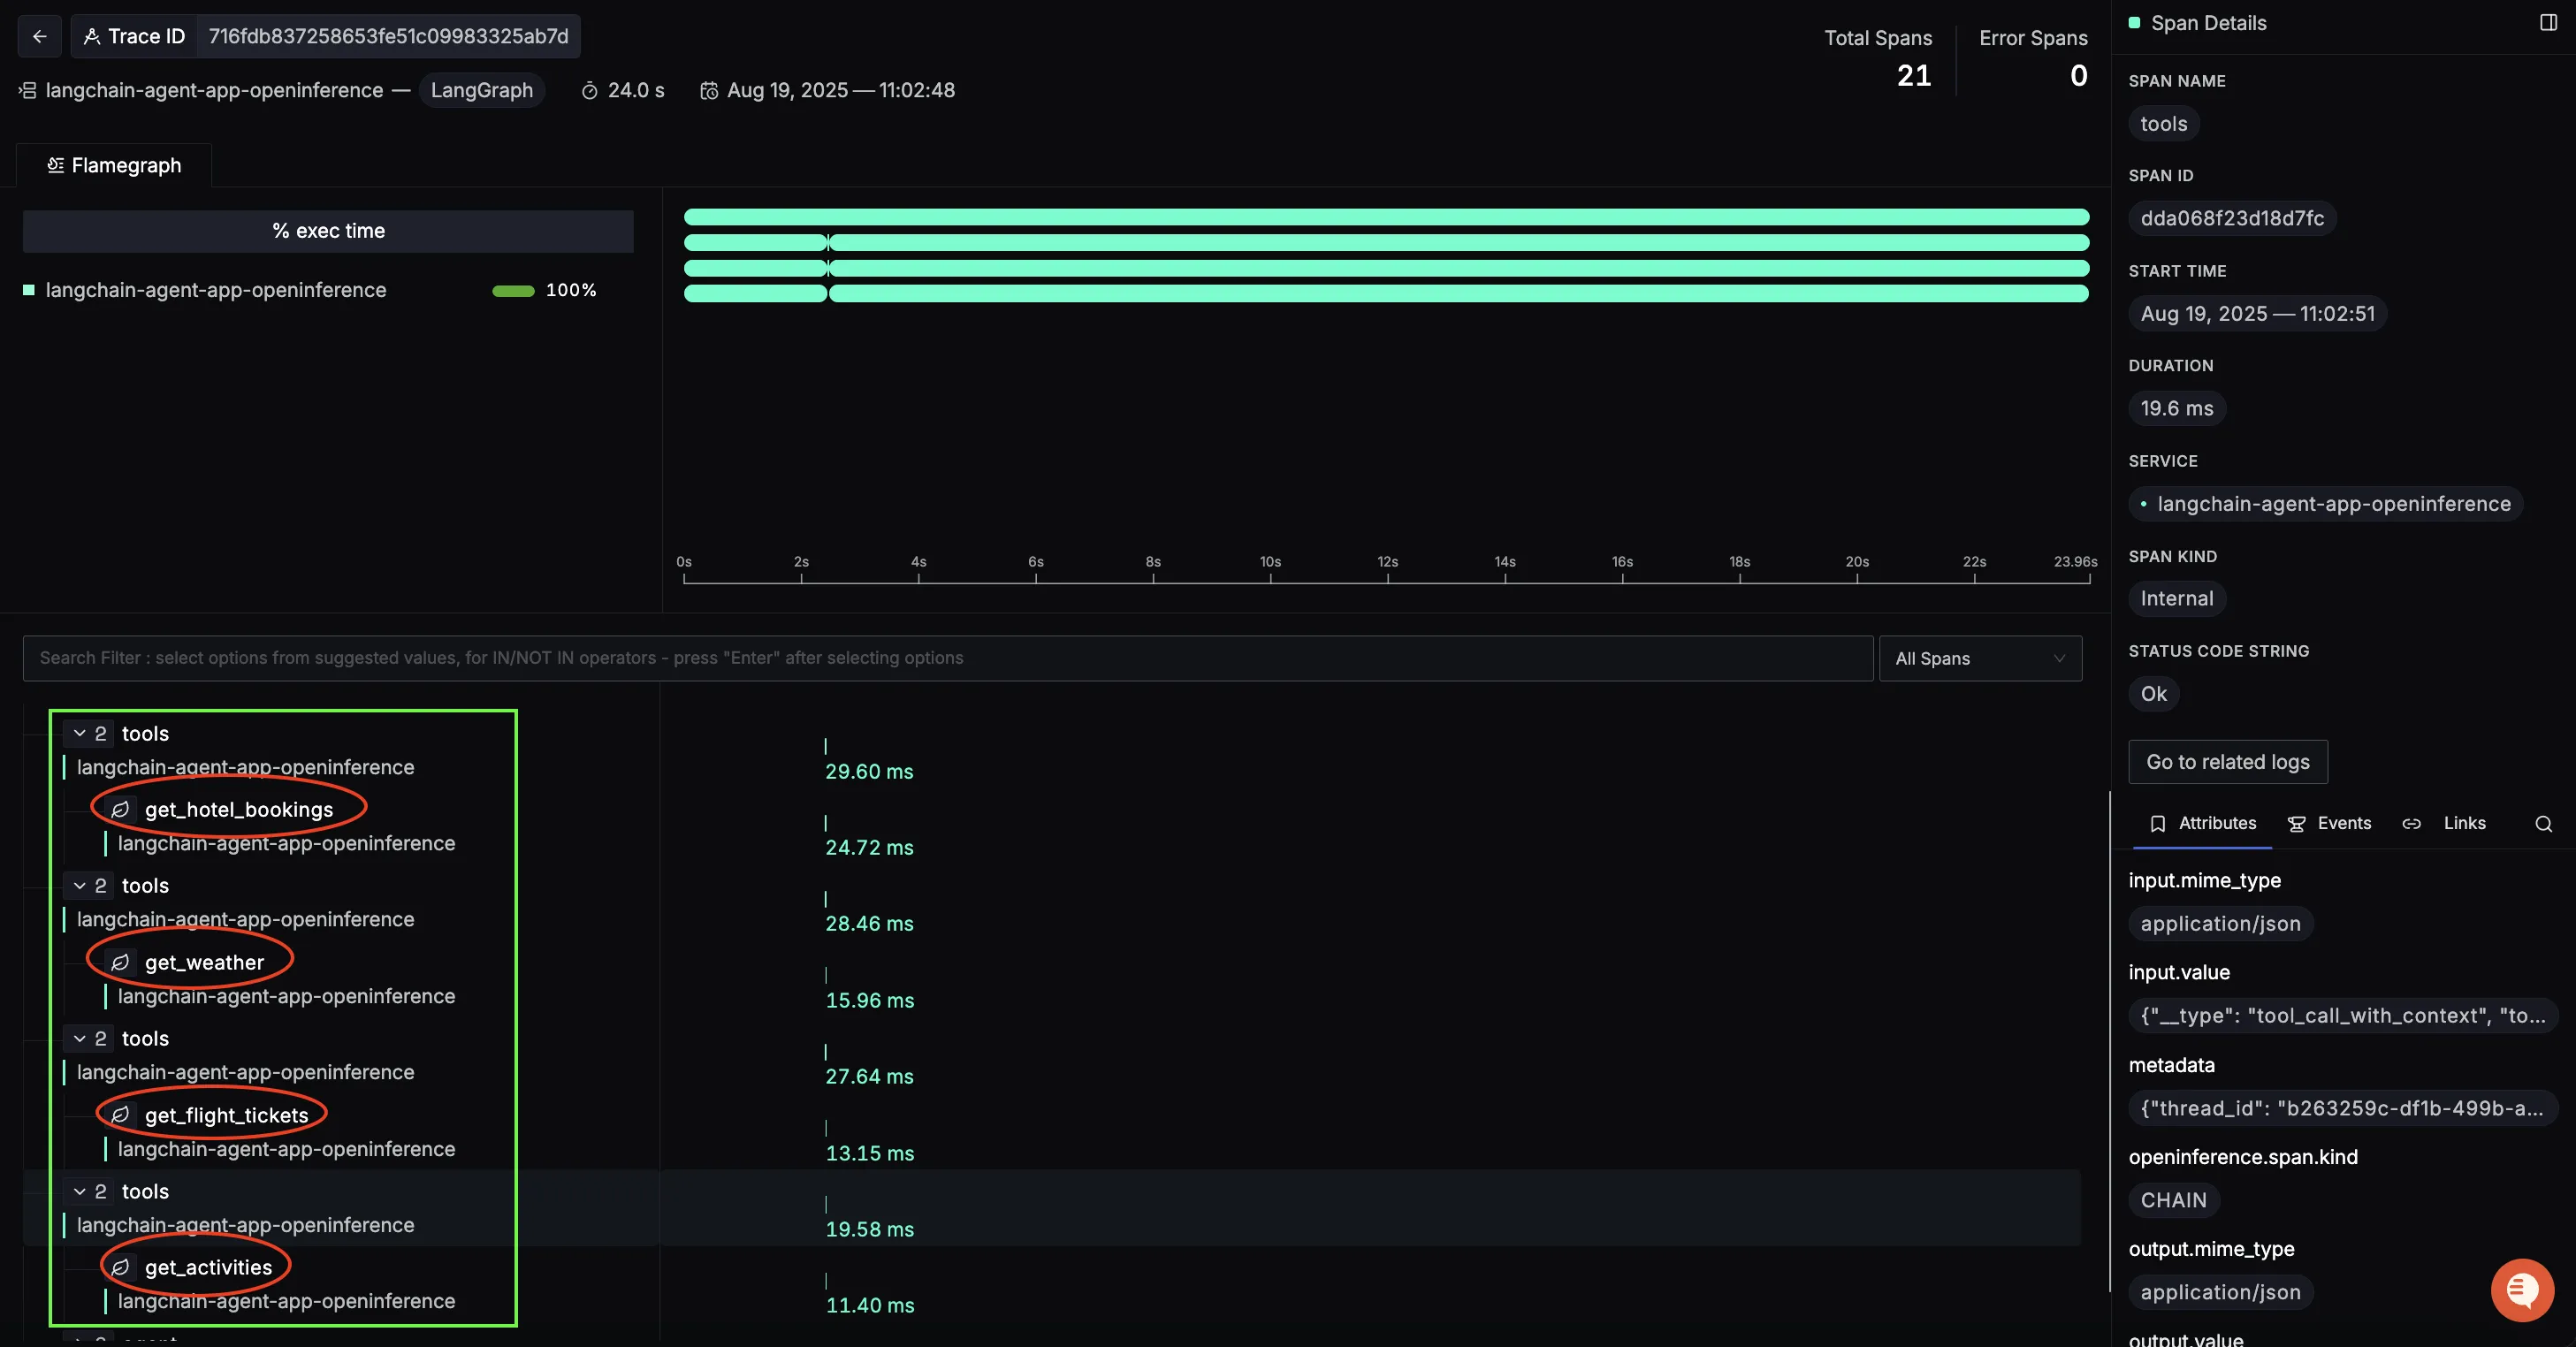 Trace ID 716fdb837258653fe51c09983325ab7d
langchain-agent-app-openinference — LangGraph 24.0 s Aug 19, 2025 — 11:02:48
Total Spans
21
Error Spans
0
Flamegraph
% exec time
langchain-agent-app-openinference 100%
0s 2s 4s 6s 8s 10s 12s 14s 16s 18s 20s 22s 23.96s
Search Filter : select options from suggested values, for IN/NOT IN operators - press "Enter" after selecting options
All Spans
2 tools
langchain-agent-app-openinference
29.60 ms
get_hotel_bookings
langchain-agent-app-openinference
24.72 ms
2 tools
langchain-agent-app-openinference
28.46 ms
get_weather
langchain-agent-app-openinference
15.96 ms
2 tools
langchain-agent-app-openinference
27.64 ms
get_flight_tickets
langchain-agent-app-openinference
13.15 ms
2 tools
langchain-agent-app-openinference
19.58 ms
get_activities
langchain-agent-app-openinference
11.40 ms
Span Details
SPAN NAME
tools
SPAN ID
dda068f23d18d7fc
START TIME
Aug 19, 2025 — 11:02:51
DURATION
19.6 ms
SERVICE
langchain-agent-app-openinference
SPAN KIND
Internal
STATUS CODE STRING
Ok
Go to related logs
Attributes Events Links
input.mime_type
application/json
input.value
{"__type": "tool_call_with_context", "to...
metadata
{"thread_id": "b263259c-df1b-499b-a...
openinference.span.kind
CHAIN
output.mime_type
application/json
output.value